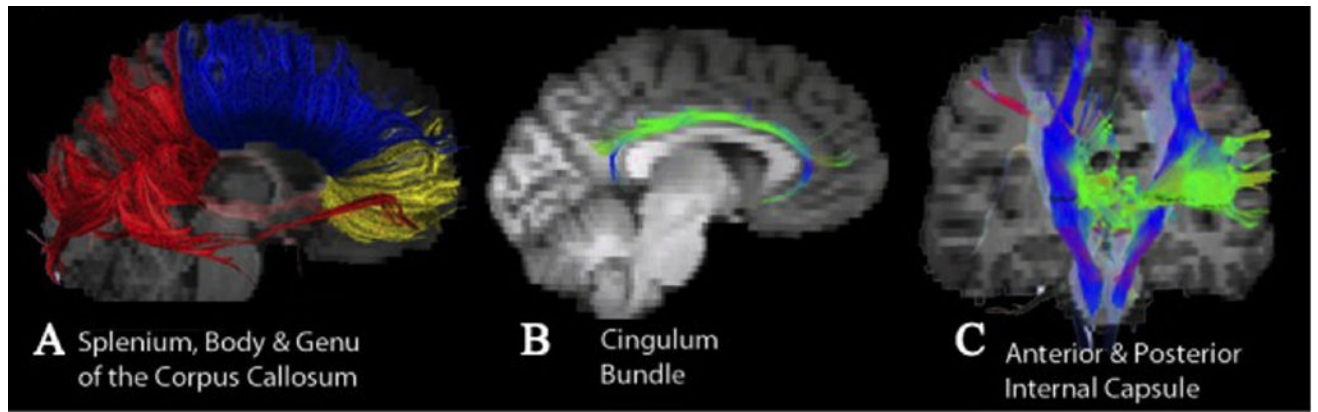 A Splenium, Body & Genu
of the Corpus Callosum
B Cingulum
Bundle
C Anterior & Posterior
Internal Capsule